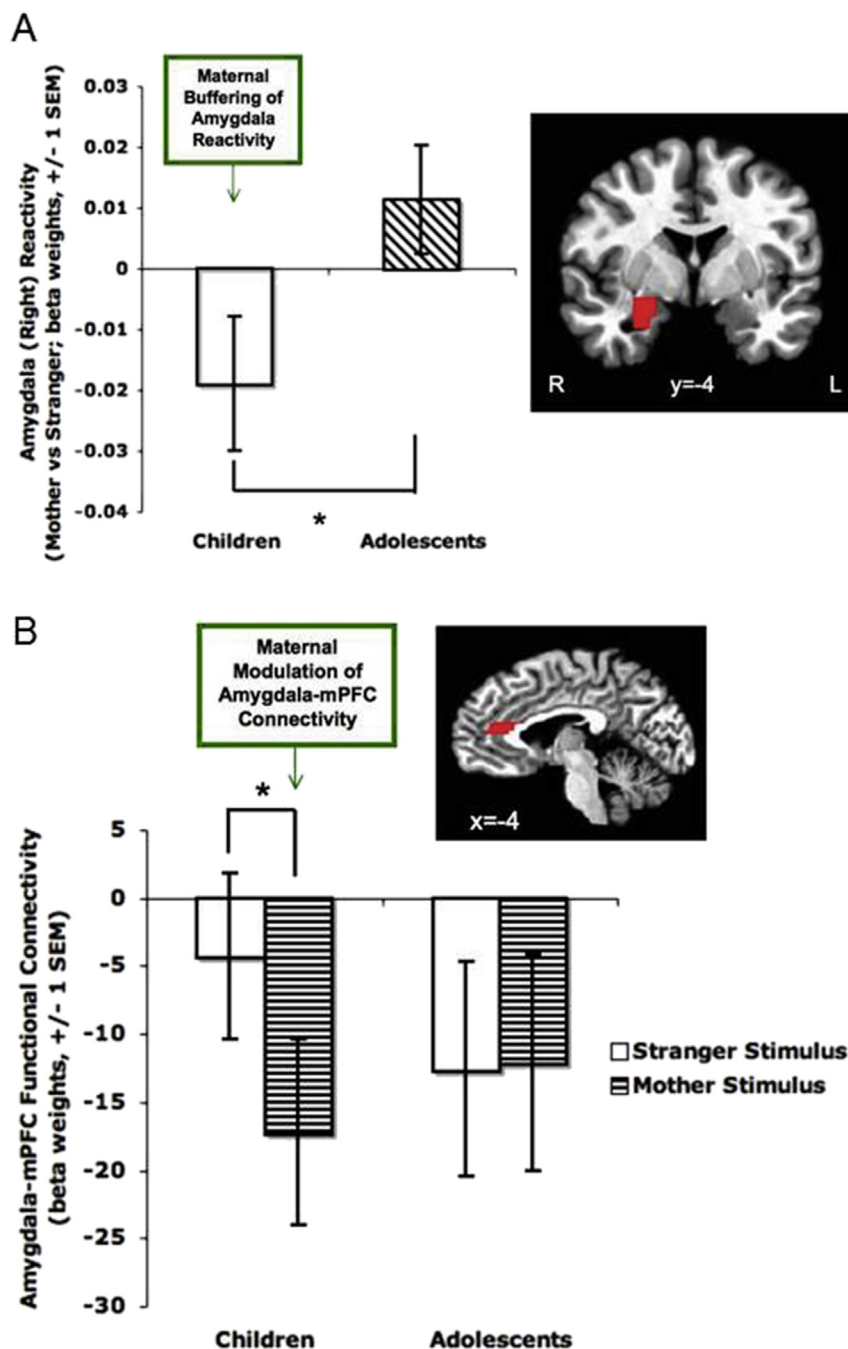 A
Maternal
Buffering of
Amygdala
Reactivity
Amygdala (Right) Reactivity
(Mother vs Stranger; beta weights, +/- 1 SEM)
0.03
0.02
0.01
0
-0.01
-0.02
-0.03
-0.04
*
Children
Adolescents
R
y=-4
L
B
Maternal
Modulation of
Amygdala-mPFC
Connectivity
x=-4
*
Amygdala-mPFC Functional Connectivity
(beta weights, +/- 1 SEM)
5
0
-5
-10
-15
-20
-25
-30
Stranger Stimulus
Mother Stimulus
Children
Adolescents